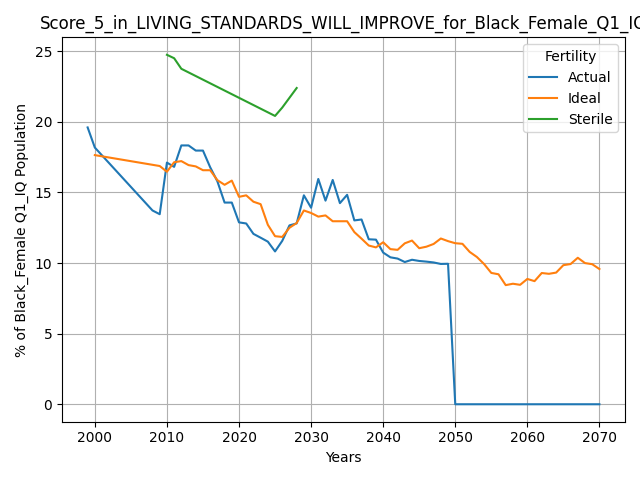 Score_5_in_LIVING_STANDARDS_WILL_IMPROVE_for_Black_Female_Q1_IQ
% of Black_Female Q1_IQ Population
25
20
15
10
5
0
2000 2010 2020 2030 2040 2050 2060 2070
Years
Fertility
Actual
Ideal
Sterile